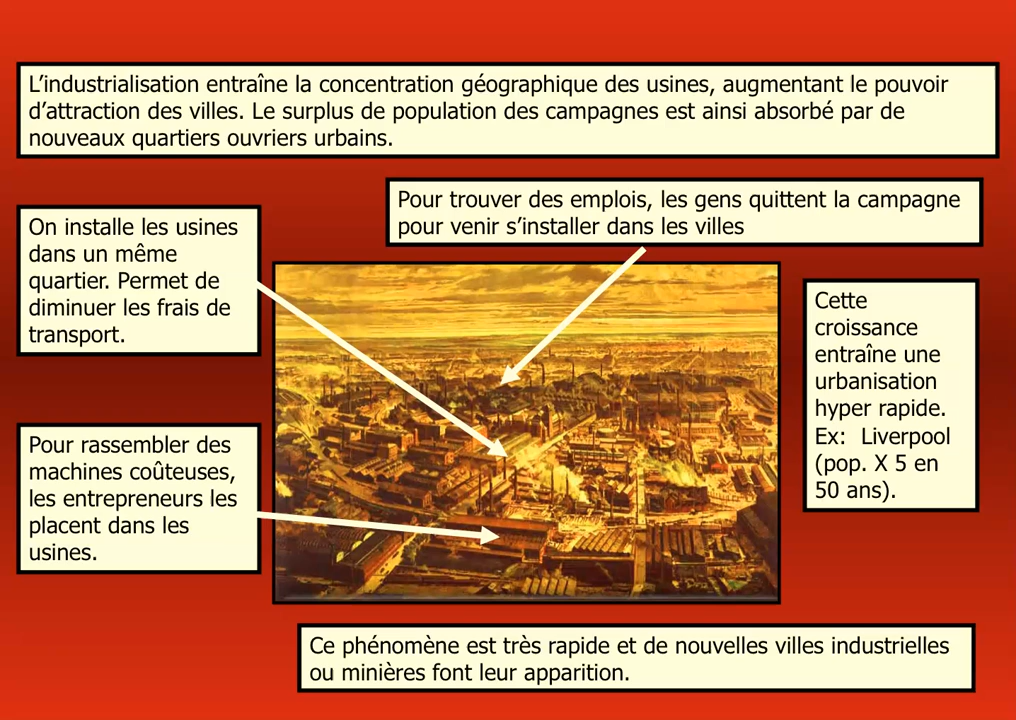 L’industrialisation entraîne la concentration géographique des usines, augmentant le pouvoir
d’attraction des villes. Le surplus de population des campagnes est ainsi absorbé par de
nouveaux quartiers ouvriers urbains.
Pour trouver des emplois, les gens quittent la campagne
pour venir s’installer dans les villes
On installe les usines
dans un même
quartier. Permet de
diminuer les frais de
transport.
Cette
croissance
entraîne une
urbanisation
hyper rapide.
Ex:  Liverpool
(pop. X 5 en
50 ans).
Pour rassembler des
machines coûteuses,
les entrepreneurs les
placent dans les
usines.
Ce phénomène est très rapide et de nouvelles villes industrielles
ou minières font leur apparition.